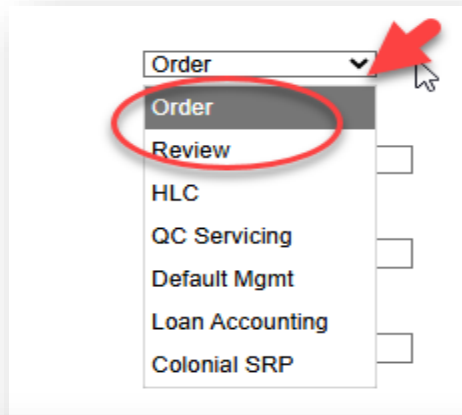 Order
Order
Review
HLC
QC Servicing
Default Mgmt
Loan Accounting
Colonial SRP